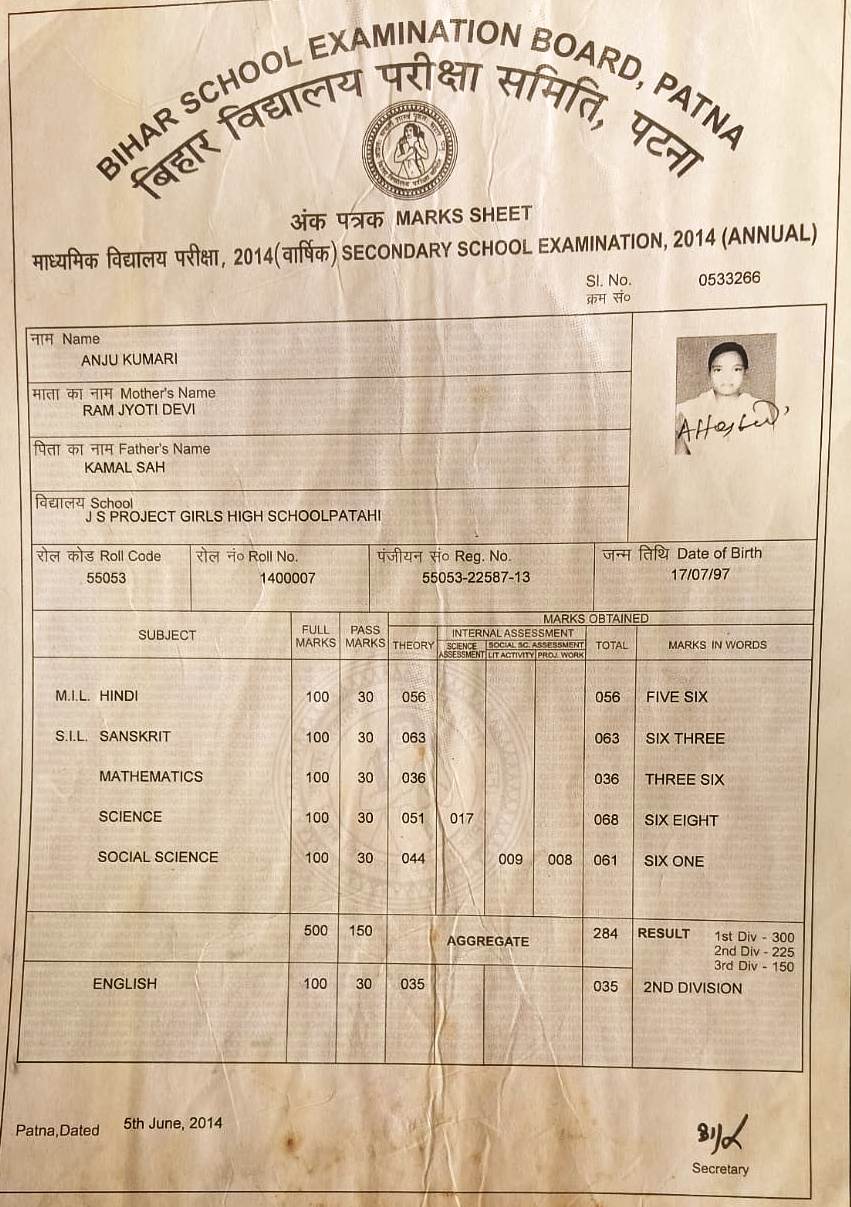 BIHAR SCHOOL EXAMINATION BOARD, PATNA
बिहार विद्यालय परीक्षा समिति, पटना
अंक पत्रक MARKS SHEET
माध्यमिक विद्यालय परीक्षा, 2014(वार्षिक) SECONDARY SCHOOL EXAMINATION, 2014 (ANNUAL)
Sl. No. 0533266
क्रम सं०
नाम Name
ANJU KUMARI
माता का नाम Mother's Name
RAM JYOTI DEVI
पिता का नाम Father's Name
KAMAL SAH
विद्यालय School
J S PROJECT GIRLS HIGH SCHOOLPATAHI
Attested
रोल कोड Roll Code रोल नं० Roll No. पंजीयन सं० Reg. No. जन्म तिथि Date of Birth
55053 1400007 55053-22587-13 17/07/97
MARKS OBTAINED
SUBJECT FULL MARKS PASS MARKS THEORY INTERNAL ASSESSMENT TOTAL MARKS IN WORDS
SCIENCE ASSESSMENT SOCIAL SC. ASSESSMENT
LIT ACTIVITY PROJ. WORK
M.I.L. HINDI 100 30 056 056 FIVE SIX
S.I.L. SANSKRIT 100 30 063 063 SIX THREE
MATHEMATICS 100 30 036 036 THREE SIX
SCIENCE 100 30 051 017 068 SIX EIGHT
SOCIAL SCIENCE 100 30 044 009 008 061 SIX ONE
500 150 AGGREGATE 284 RESULT 1st Div - 300
2nd Div - 225
3rd Div - 150
ENGLISH 100 30 035 035 2ND DIVISION
Patna,Dated 5th June, 2014
Secretary